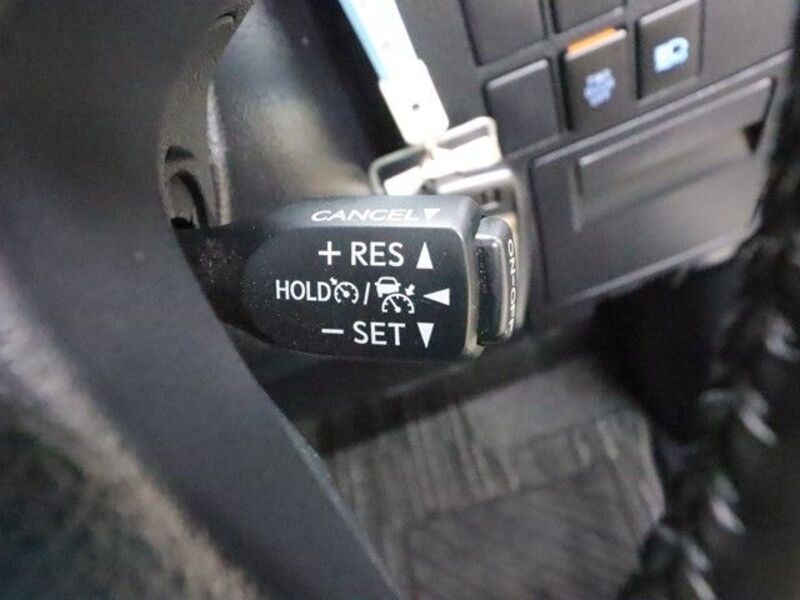 CANCEL▼
+ RES ▲
HOLD / ◀
− SET ▼
ON-OFF